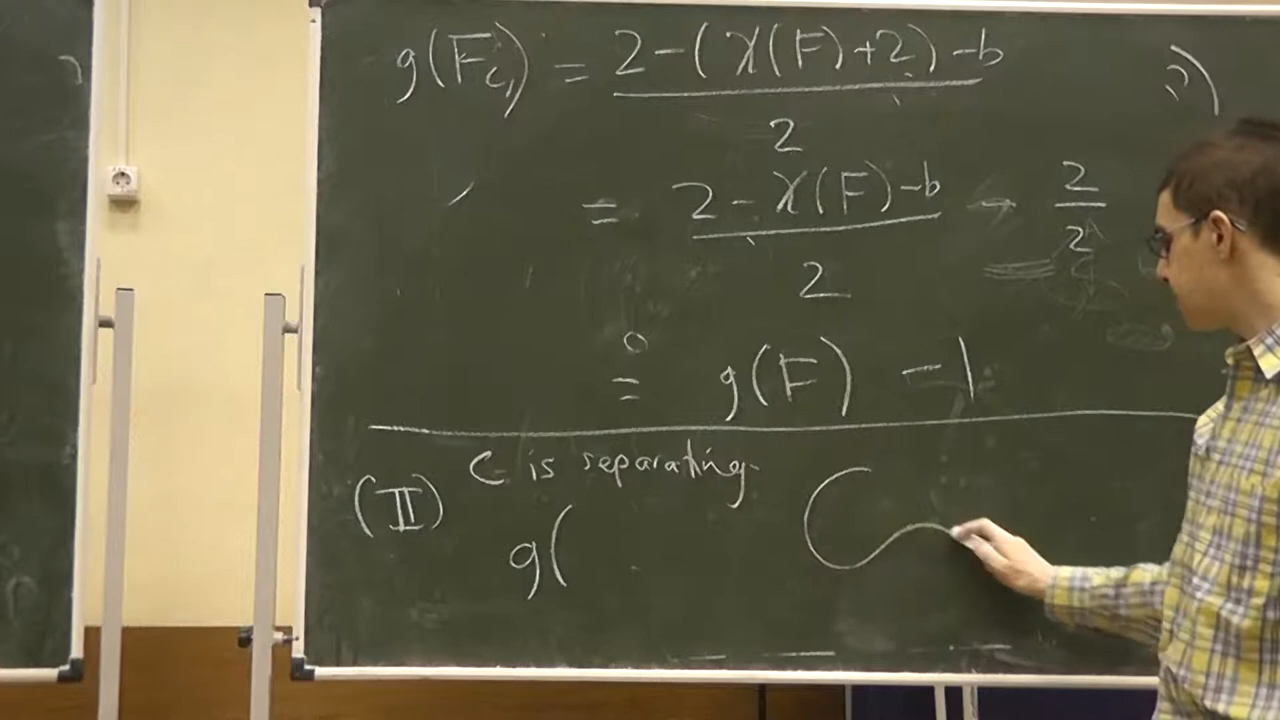 g(F_C) = 2-(χ(F)+2)-b / 2
= 2-χ(F)-b / 2 - 2/2
= g(F) -1
(II) C is separating.
g(